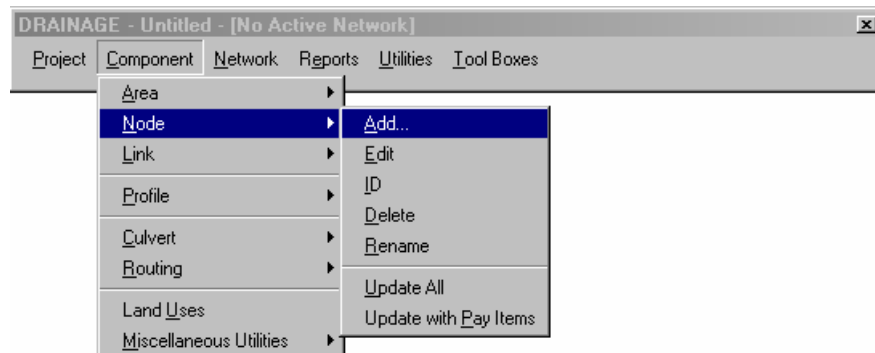 DRAINAGE - Untitled - [No Active Network]
Project Component Network Reports Utilities Tool Boxes
Area
Node
Link
Profile
Culvert
Routing
Land Uses
Miscellaneous Utilities
Add...
Edit
ID
Delete
Rename
Update All
Update with Pay Items